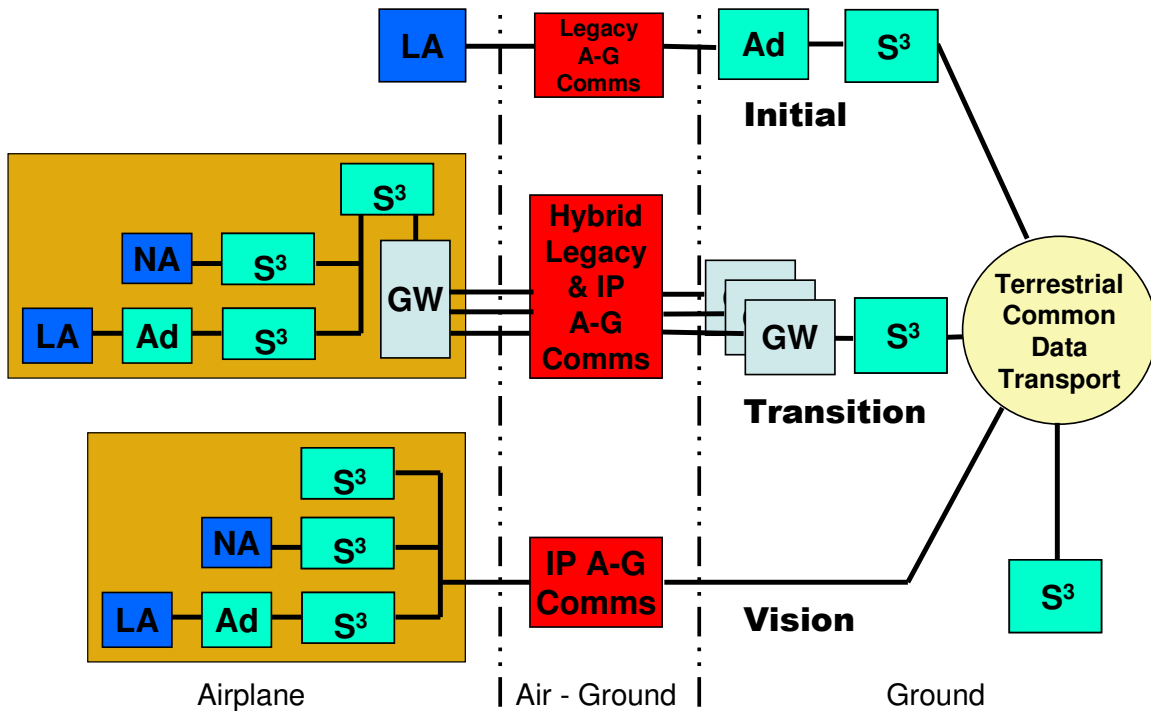 LA
Legacy
A-G
Comms
Ad
S³
Initial
S³
NA
S³
LA
Ad
S³
GW
Hybrid
Legacy
& IP
A-G
Comms
GW
S³
Transition
Terrestrial
Common
Data
Transport
S³
NA
S³
LA
Ad
S³
IP A-G
Comms
Vision
S³
Airplane
Air - Ground
Ground